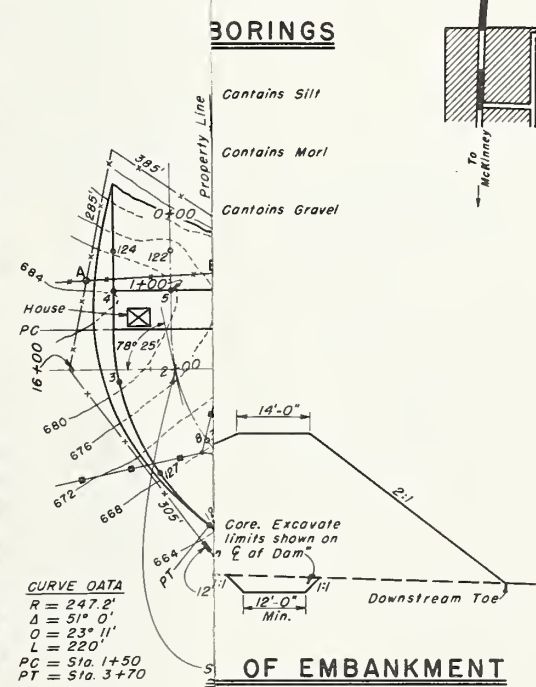 BORINGS
Contains Silt
Property Line
Contains Marl
Contains Gravel
To
McKinney
385'
285'
0+00
124
122
684
A
1+00
4
5
House
PC
78° 25'
16+00
2+00
3
680
676
672
668
127
305'
664
PT
14'-0"
2:1
Core. Excavate
limits shown on
n ℄ of Dam"
12'
1:1
1:1
12'-0"
Min.
Downstream Toe
CURVE DATA
R = 247.2'
Δ = 51° 0'
D = 23° 11'
L = 220'
PC = Sta. 1+50
PT = Sta. 3+70
OF EMBANKMENT